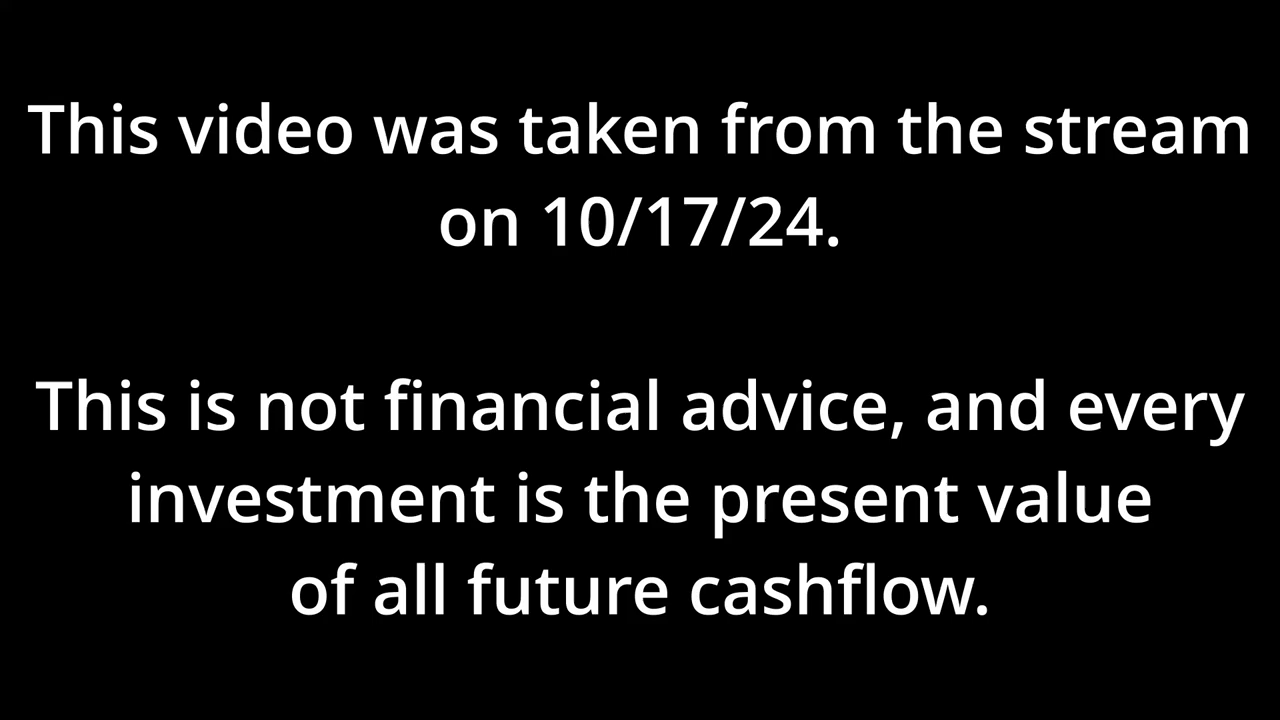 This video was taken from the stream
on 10/17/24.
This is not financial advice, and every
investment is the present value
of all future cashflow.